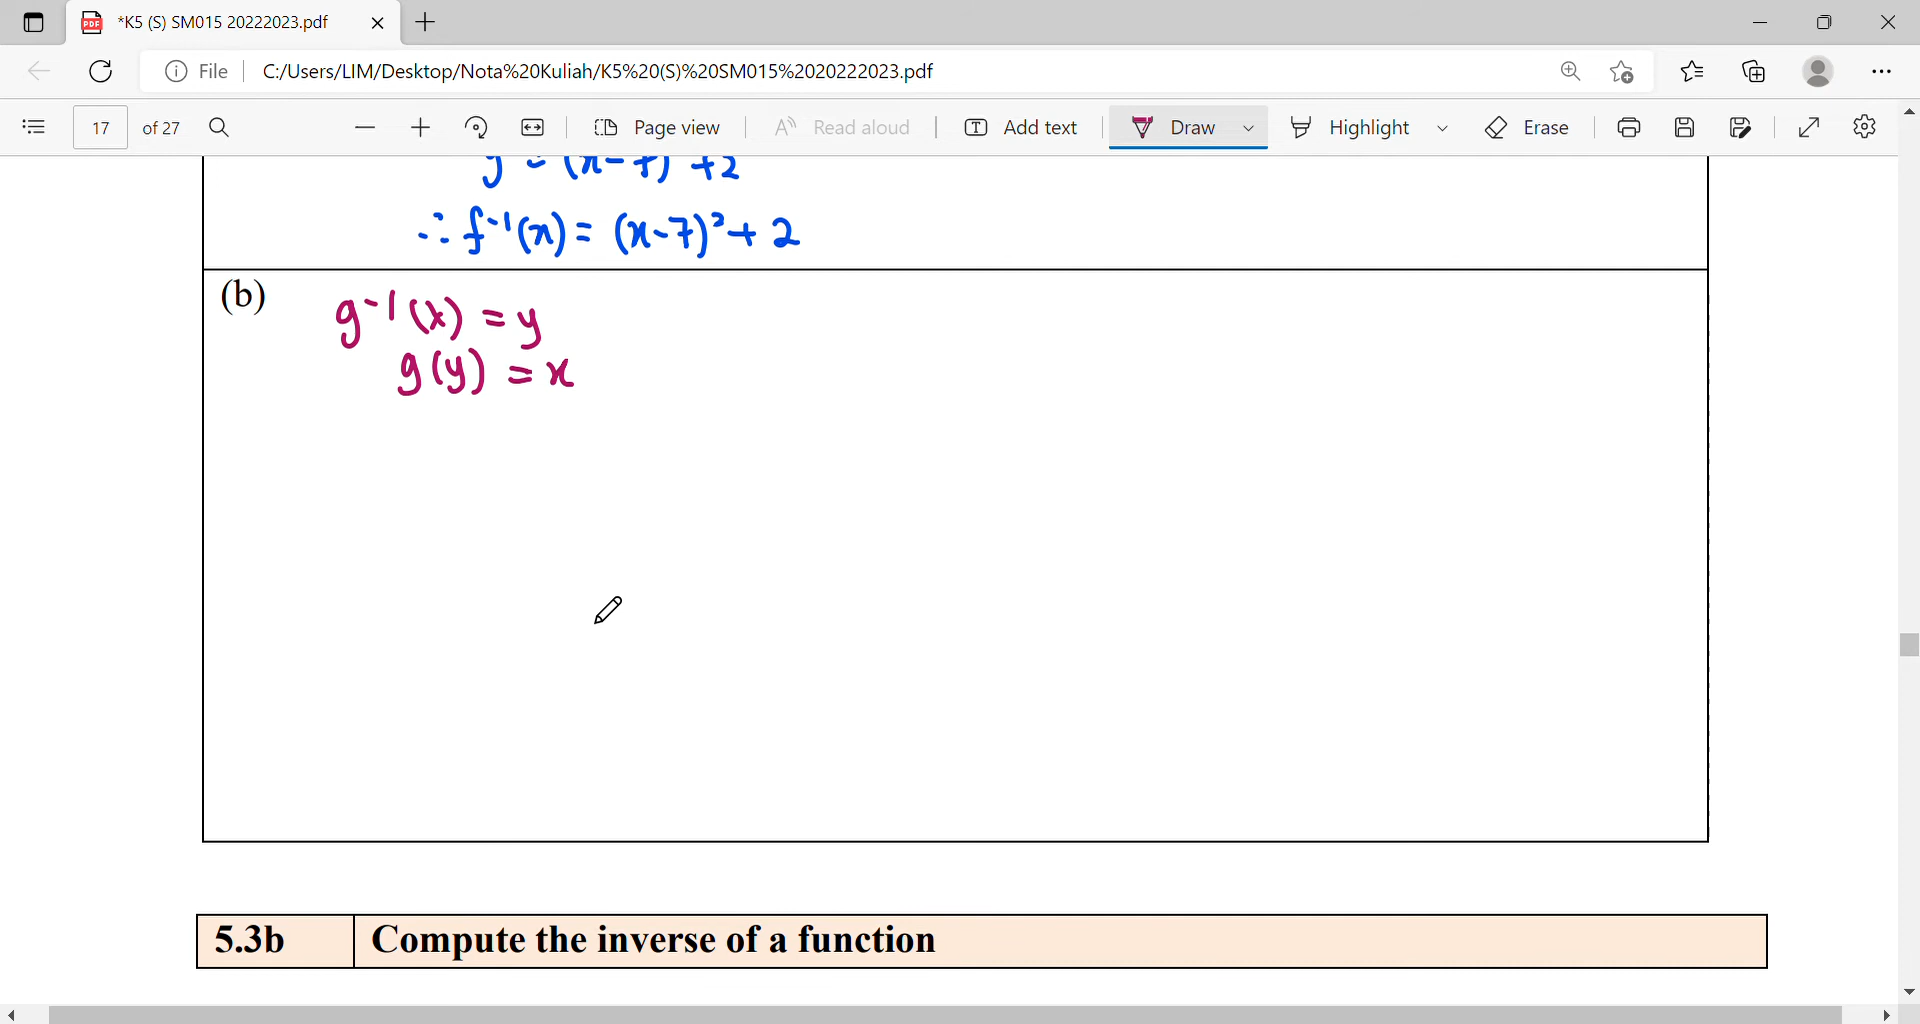 *K5 (S) SM015 20222023.pdf
File C:/Users/LIM/Desktop/Nota%20Kuliah/K5%20(S)%20SM015%2020222023.pdf
17 of 27 Page view Read aloud Add text Draw Highlight Erase
y = (x-7) +2
∴ f⁻¹(x) = (x-7)² + 2
(b)
g⁻¹(x) = y
g(y) = x
5.3b Compute the inverse of a function